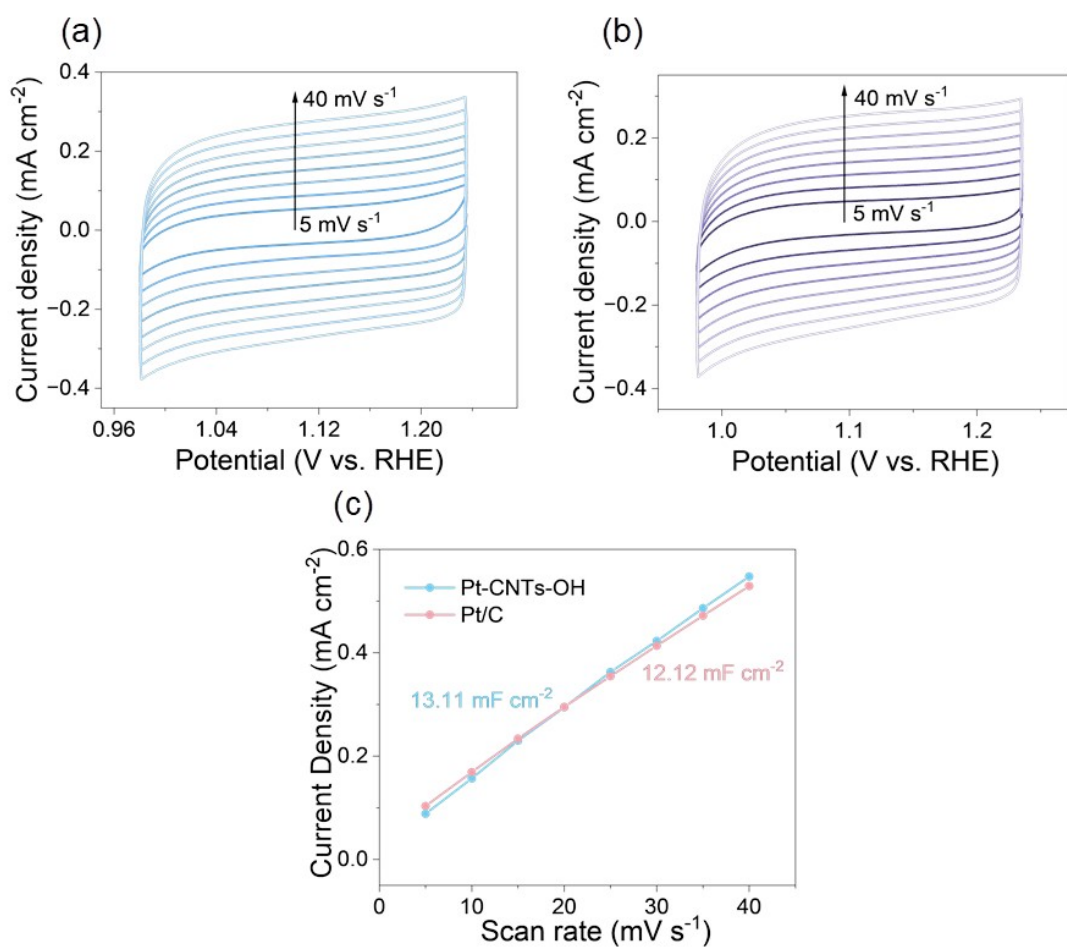 (a)
Current density (mA cm⁻²)
0.4
0.2
0.0
−0.2
−0.4
40 mV s⁻¹
5 mV s⁻¹
0.96 1.04 1.12 1.20
Potential (V vs. RHE)
(b)
Current density (mA cm⁻²)
0.2
0.0
−0.2
−0.4
40 mV s⁻¹
5 mV s⁻¹
1.0 1.1 1.2
Potential (V vs. RHE)
(c)
Current Density (mA cm⁻²)
0.6
0.4
0.2
0.0
Pt-CNTs-OH
Pt/C
13.11 mF cm⁻²
12.12 mF cm⁻²
0 10 20 30 40
Scan rate (mV s⁻¹)